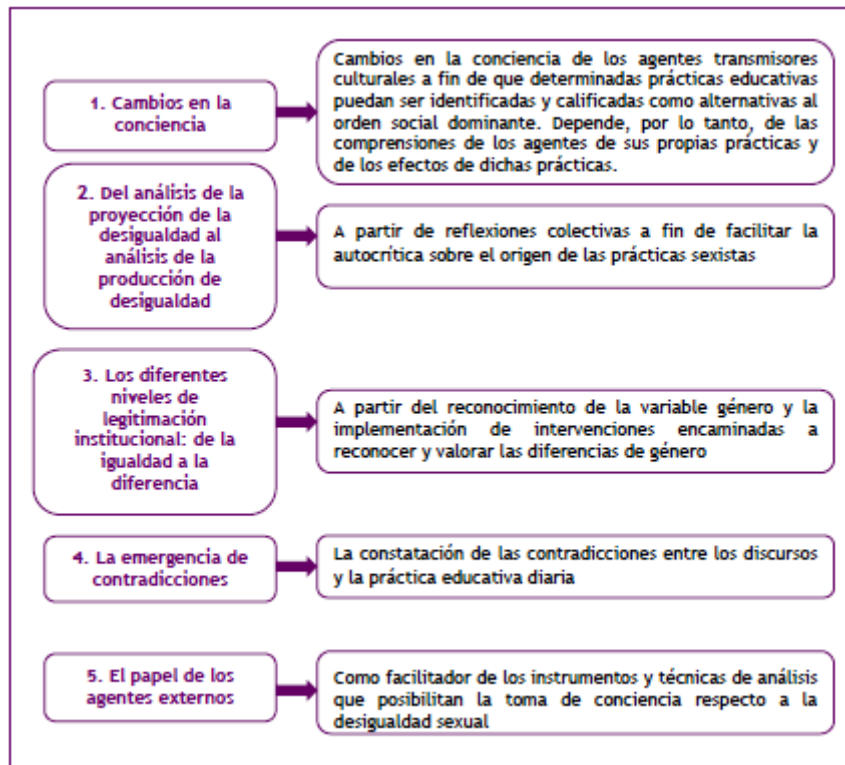 1. Cambios en la
conciencia
Cambios en la conciencia de los agentes transmisores
culturales a fin de que determinadas prácticas educativas
puedan ser identificadas y calificadas como alternativas al
orden social dominante. Depende, por lo tanto, de las
comprensiones de los agentes de sus propias prácticas y
de los efectos de dichas prácticas.
2. Del análisis de la
proyección de la
desigualdad al
análisis de la
producción de
desigualdad
A partir de reflexiones colectivas a fin de facilitar la
autocrítica sobre el origen de las prácticas sexistas
3. Los diferentes
niveles de
legitimación
institucional: de la
igualdad a la
diferencia
A partir del reconocimiento de la variable género y la
implementación de intervenciones encaminadas a
reconocer y valorar las diferencias de género
4. La emergencia de
contradicciones
La constatación de las contradicciones entre los discursos
y la práctica educativa diaria
5. El papel de los
agentes externos
Como facilitador de los instrumentos y técnicas de análisis
que posibilitan la toma de conciencia respecto a la
desigualdad sexual